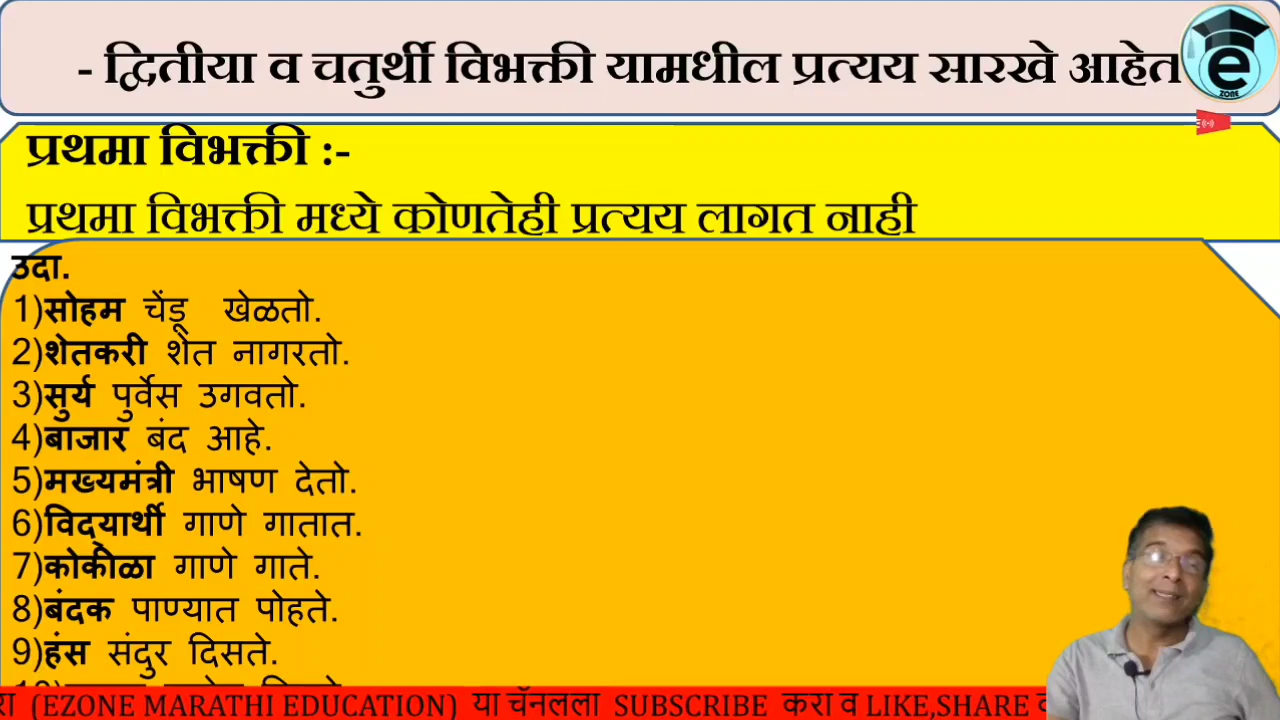 - द्वितीया व चतुर्थी विभक्ती यामधील प्रत्यय सारखे आहेत
e
ZONE
प्रथमा विभक्ती :-
प्रथमा विभक्ती मध्ये कोणतेही प्रत्यय लागत नाही
उदा.
1)सोहम चेंडू खेळतो.
2)शेतकरी शेत नागरतो.
3)सुर्य पुर्वेस उगवतो.
4)बाजार बंद आहे.
5)मख्यमंत्री भाषण देतो.
6)विद्यार्थी गाणे गातात.
7)कोकीळा गाणे गाते.
8)बंदक पाण्यात पोहते.
9)हंस संदुर दिसते.
(EZONE MARATHI EDUCATION) या चॅनलला SUBSCRIBE करा व LIKE,SHARE